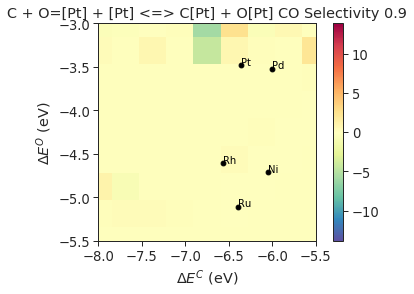 C + O=[Pt] + [Pt] <=> C[Pt] + O[Pt] CO Selectivity 0.9
−3.0
−3.5
−4.0
−4.5
−5.0
−5.5
ΔE^O (eV)
Pt
Pd
Rh
Ni
Ru
−8.0 −7.5 −7.0 −6.5 −6.0 −5.5
ΔE^C (eV)
10
5
0
−5
−10